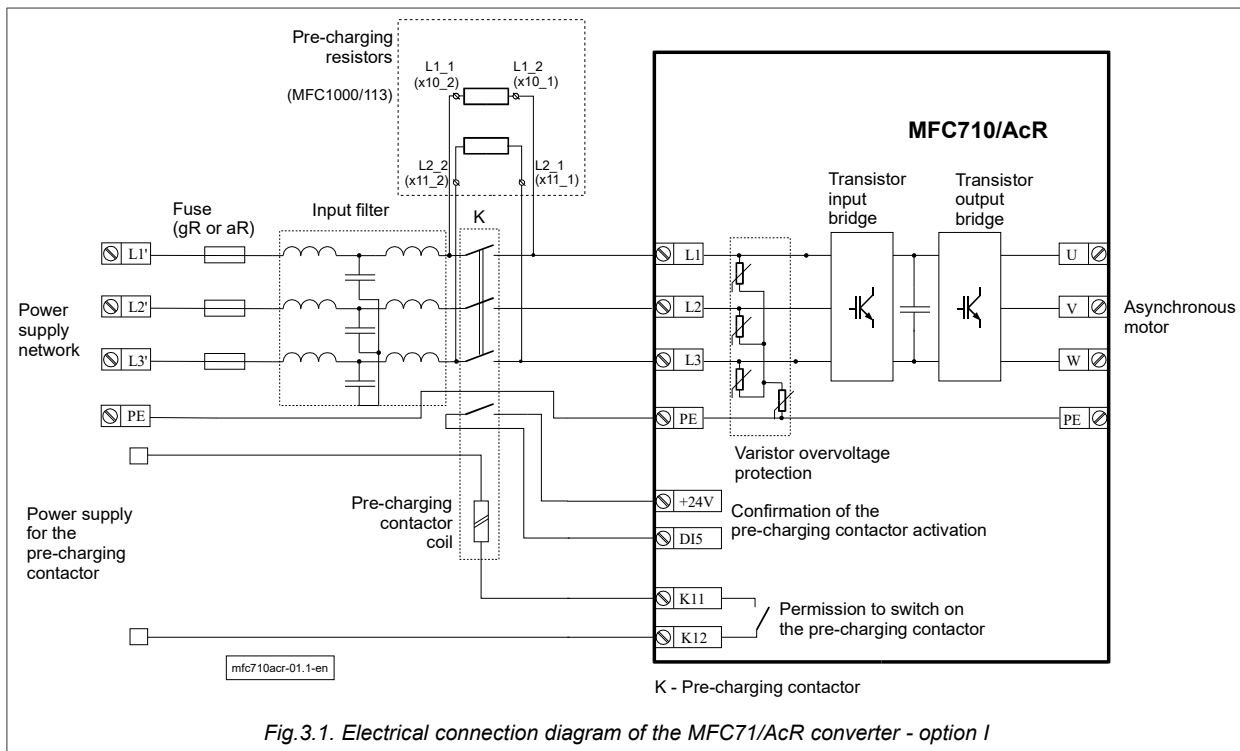 Pre-charging
resistors
(MFC1000/113)
L1_1
(x10_2)
L1_2
(x10_1)
L2_2
(x11_2)
L2_1
(x11_1)
MFC710/AcR
Transistor
input
bridge
Transistor
output
bridge
Fuse
(gR or aR)
Input filter
K
L1'
L1
U
Power
supply
network
L2'
L2
V
Asynchronous
motor
L3'
L3
W
PE
PE
PE
Varistor overvoltage
protection
Power supply
for the
pre-charging
contactor
Pre-charging
contactor
coil
+24V
DI5
Confirmation of the
pre-charging contactor activation
K11
K12
Permission to switch on
the pre-charging contactor
mfc710acr-01.1-en
K - Pre-charging contactor
Fig.3.1. Electrical connection diagram of the MFC71/AcR converter - option I